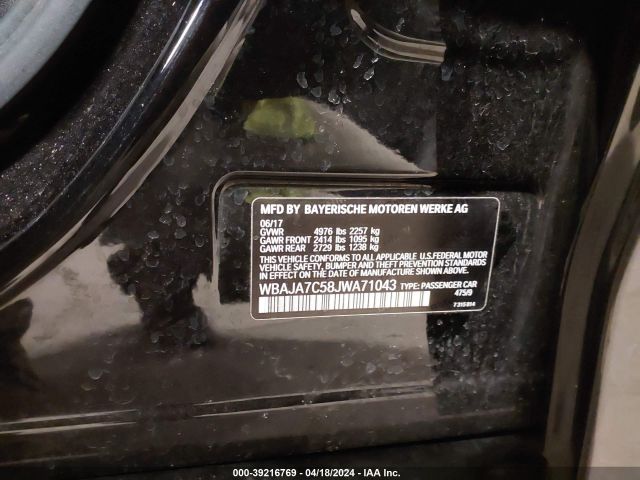 MFD BY BAYERISCHE MOTOREN WERKE AG
06/17
GVWR 4976 lbs 2257 kg
GAWR FRONT 2414 lbs 1095 kg
GAWR REAR 2729 lbs 1238 kg
THIS VEHICLE CONFORMS TO ALL APPLICABLE U.S.FEDERAL MOTOR
VEHICLE SAFETY, BUMPER AND THEFT PREVENTION STANDARDS
IN EFFECT ON THE DATE OF MANUFACTURE SHOWN ABOVE.
WBAJA7C58JWA71043 TYPE: PASSENGER CAR
475/9
7315814
000-39216769 - 04/18/2024 - IAA Inc.